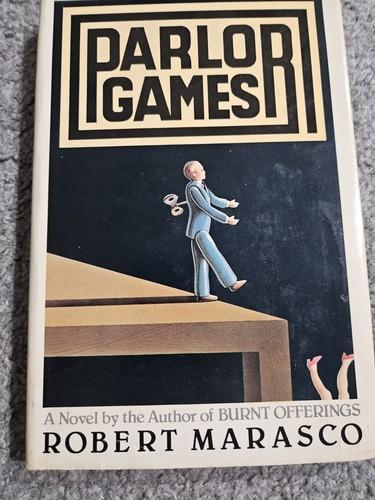 PARLOR
GAMES
A Novel by the Author of BURNT OFFERINGS
ROBERT MARASCO